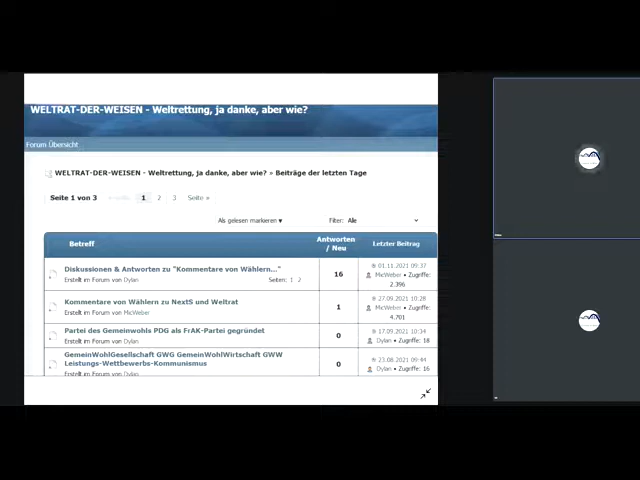 WELTRAT-DER-WEISEN - Weltrettung, ja danke, aber wie?
Forum Übersicht
WELTRAT-DER-WEISEN - Weltrettung, ja danke, aber wie? » Beiträge der letzten Tage
Seite 1 von 3 1 2 3 Seite »
Als gelesen markieren ▾ Filter: Alle
Betreff Antworten / Neu Letzter Beitrag
Diskussionen & Antworten zu "Kommentare von Wählern..." 16 01.11.2021 09:37
Erstellt im Forum von Dylan Seiten: 1 2 MicWeber • Zugriffe: 2.396
Kommentare von Wählern zu NextS und Weltrat 1 27.09.2021 10:28
Erstellt im Forum von MicWeber MicWeber • Zugriffe: 4.701
Partei des Gemeinwohls PDG als FrAK-Partei gegründet 0 17.09.2021 10:34
Erstellt im Forum von Dylan Dylan • Zugriffe: 18
GemeinWohlGesellschaft GWG GemeinWohlWirtschaft GWW 0 23.08.2021 09:44
Leistungs-Wettbewerbs-Kommunismus Dylan • Zugriffe: 16
Erstellt im Forum von Dylan